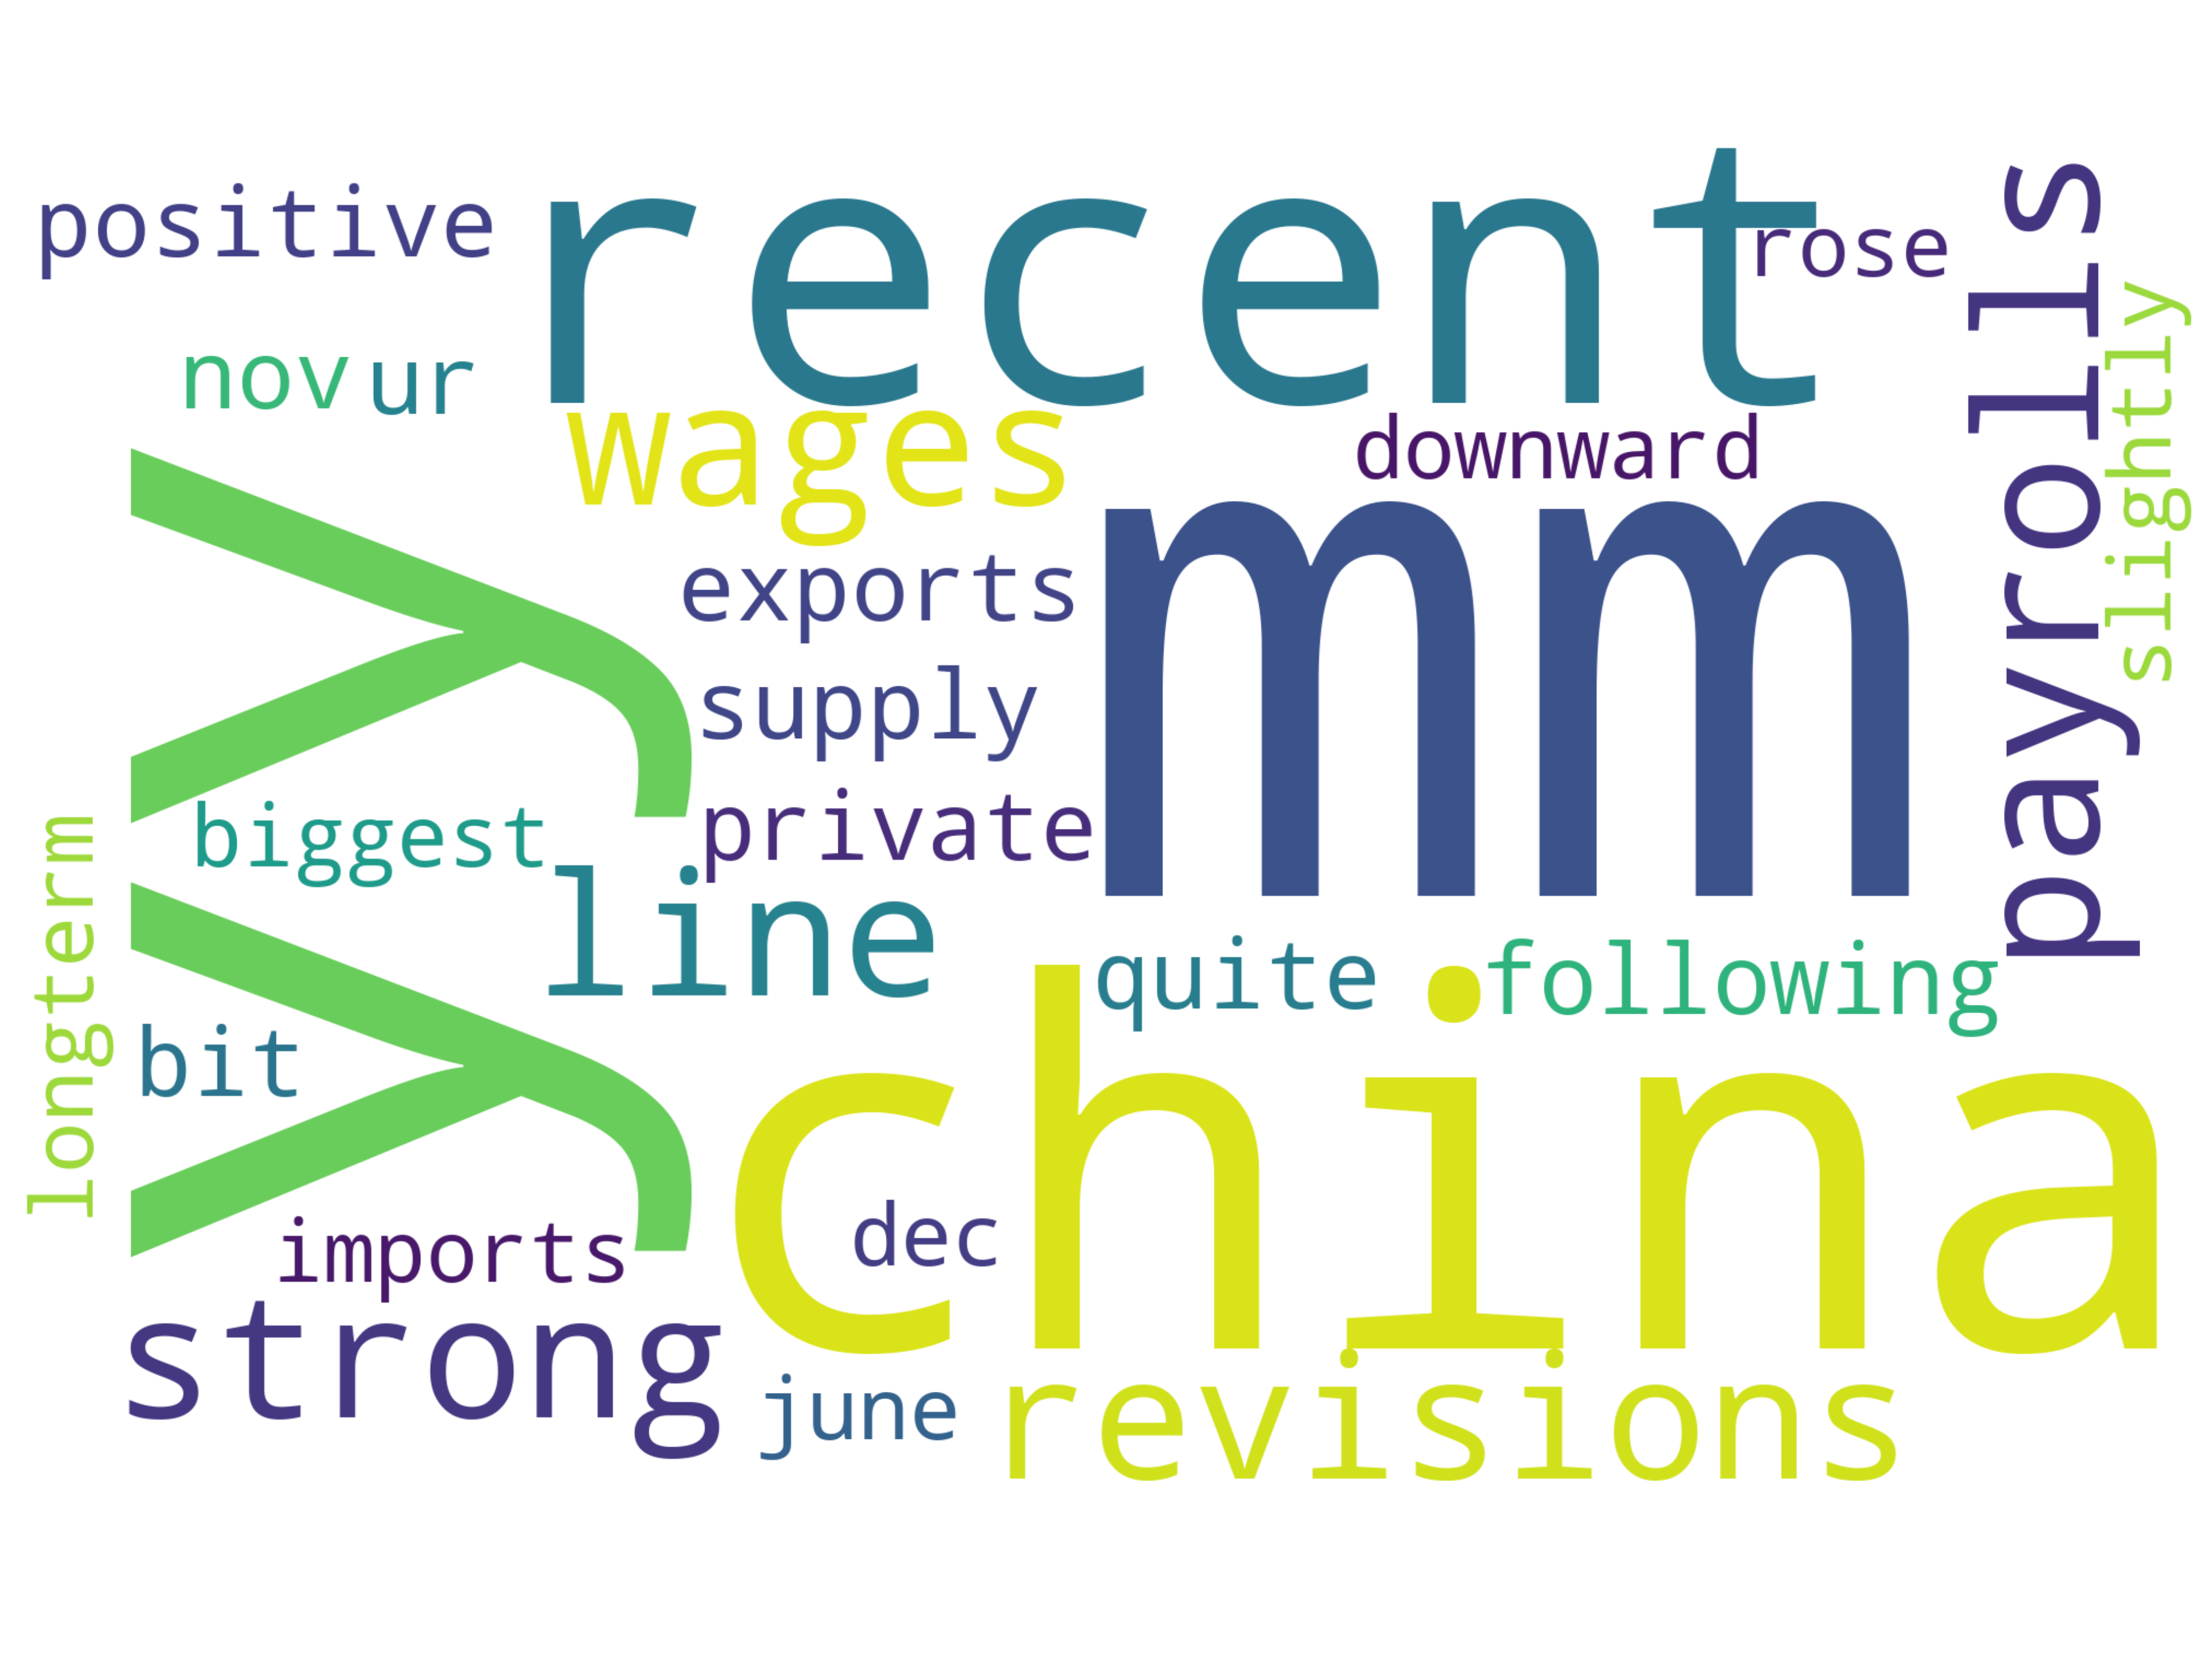 positive
recent
rose
payrolls
slightly
nov
ur
wages
downward
yy
mm
exports
supply
private
biggest
line
longterm
quite
following
bit
china
dec
imports
strong
june
revisions